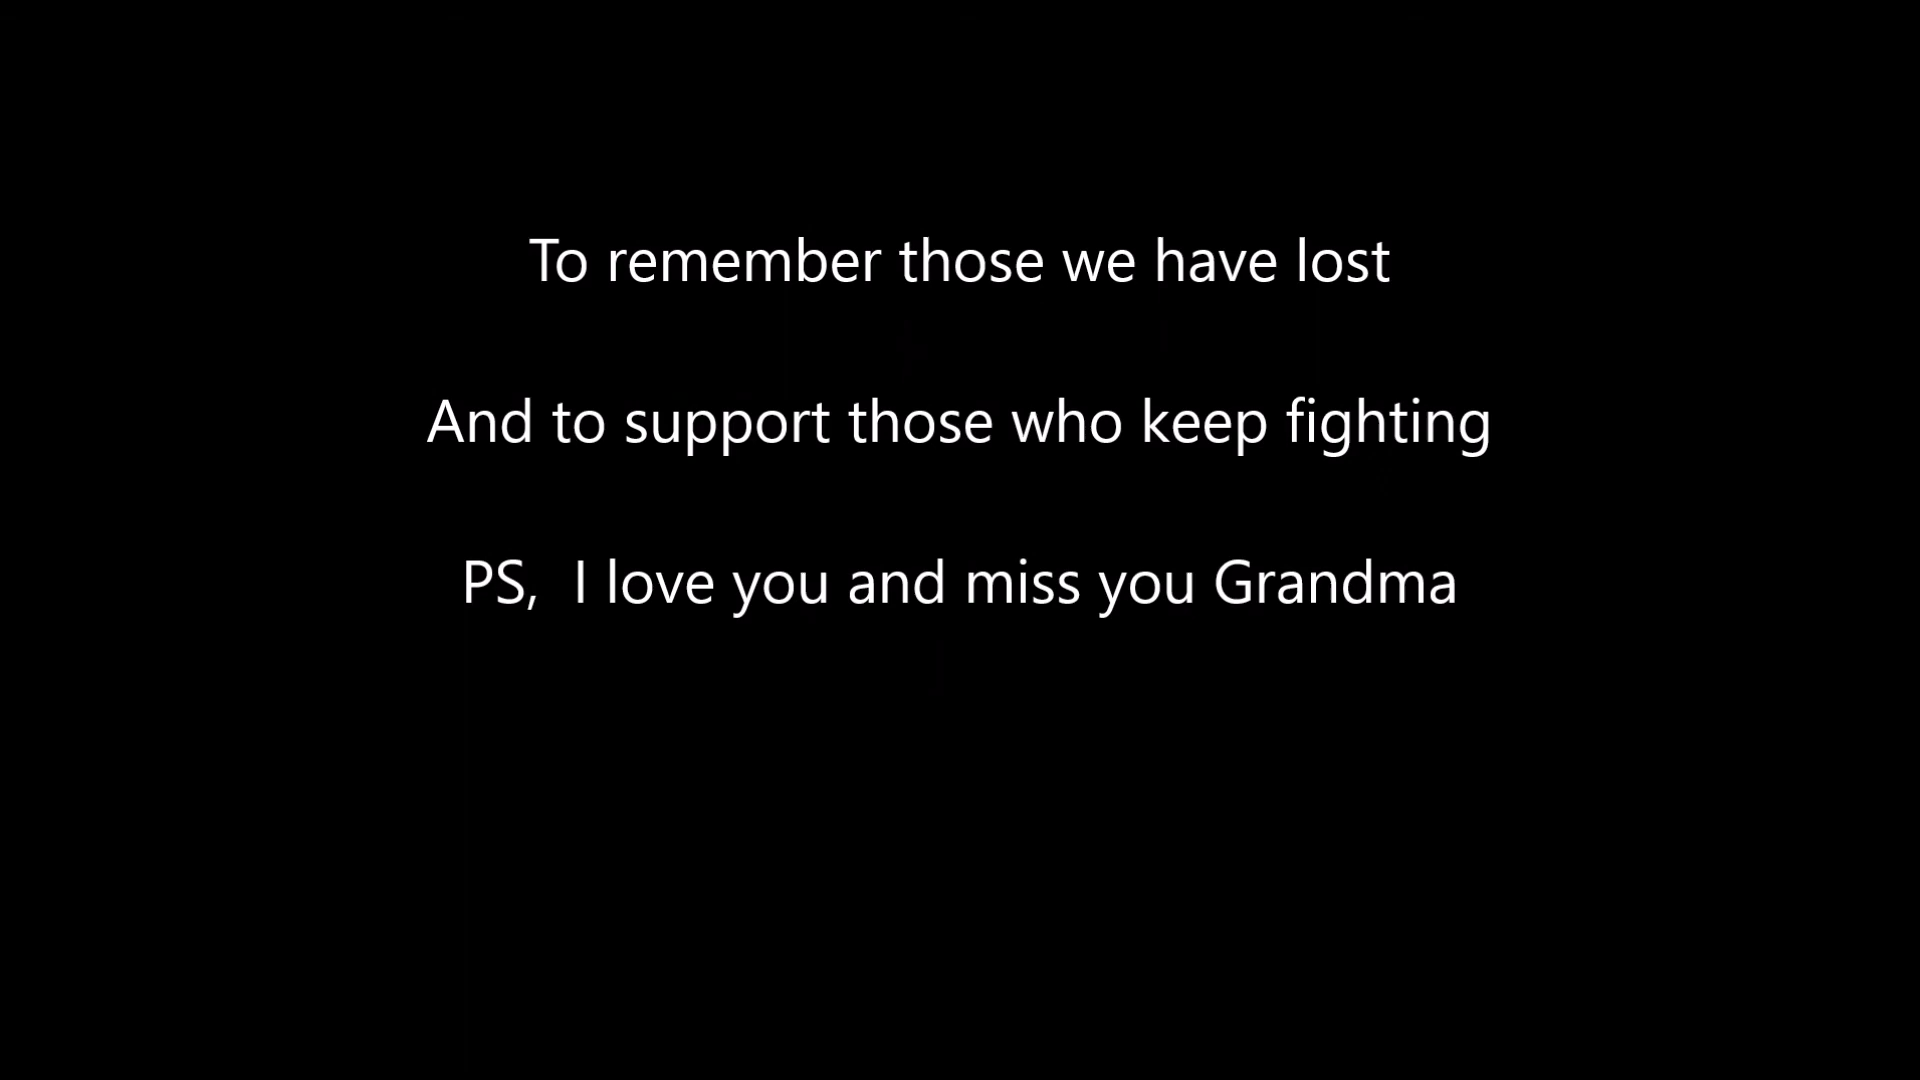 To remember those we have lost
And to support those who keep fighting
PS,  I love you and miss you Grandma